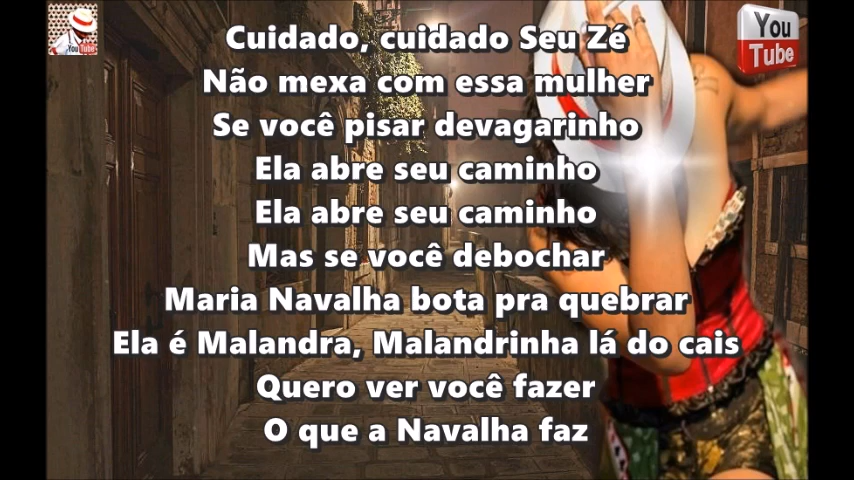 Cuidado, cuidado Seu Zé
Não mexa com essa mulher
Se você pisar devagarinho
Ela abre seu caminho
Ela abre seu caminho
Mas se você debochar
Maria Navalha bota pra quebrar
Ela é Malandra, Malandrinha lá do cais
Quero ver você fazer
O que a Navalha faz
You
Tube
You Tube